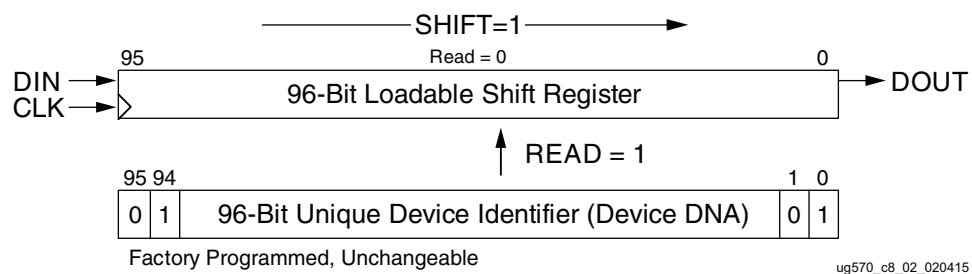 SHIFT=1
95 Read = 0 0
DIN DOUT
CLK 96-Bit Loadable Shift Register
READ = 1
95 94 1 0
0 1 96-Bit Unique Device Identifier (Device DNA) 0 1
Factory Programmed, Unchangeable
ug570_c8_02_020415